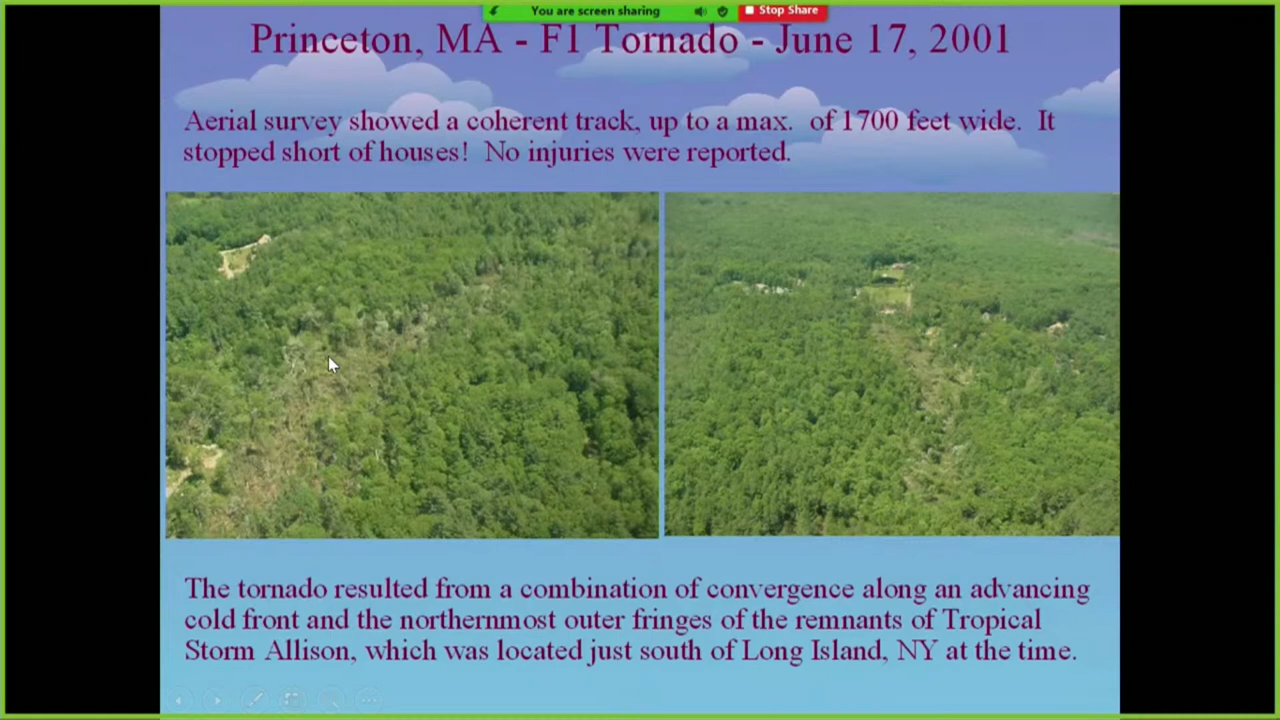 You are screen sharing
Stop Share
Princeton, MA - F1 Tornado - June 17, 2001
Aerial survey showed a coherent track, up to a max.  of 1700 feet wide.  It
stopped short of houses!  No injuries were reported.
The tornado resulted from a combination of convergence along an advancing
cold front and the northernmost outer fringes of the remnants of Tropical
Storm Allison, which was located just south of Long Island, NY at the time.